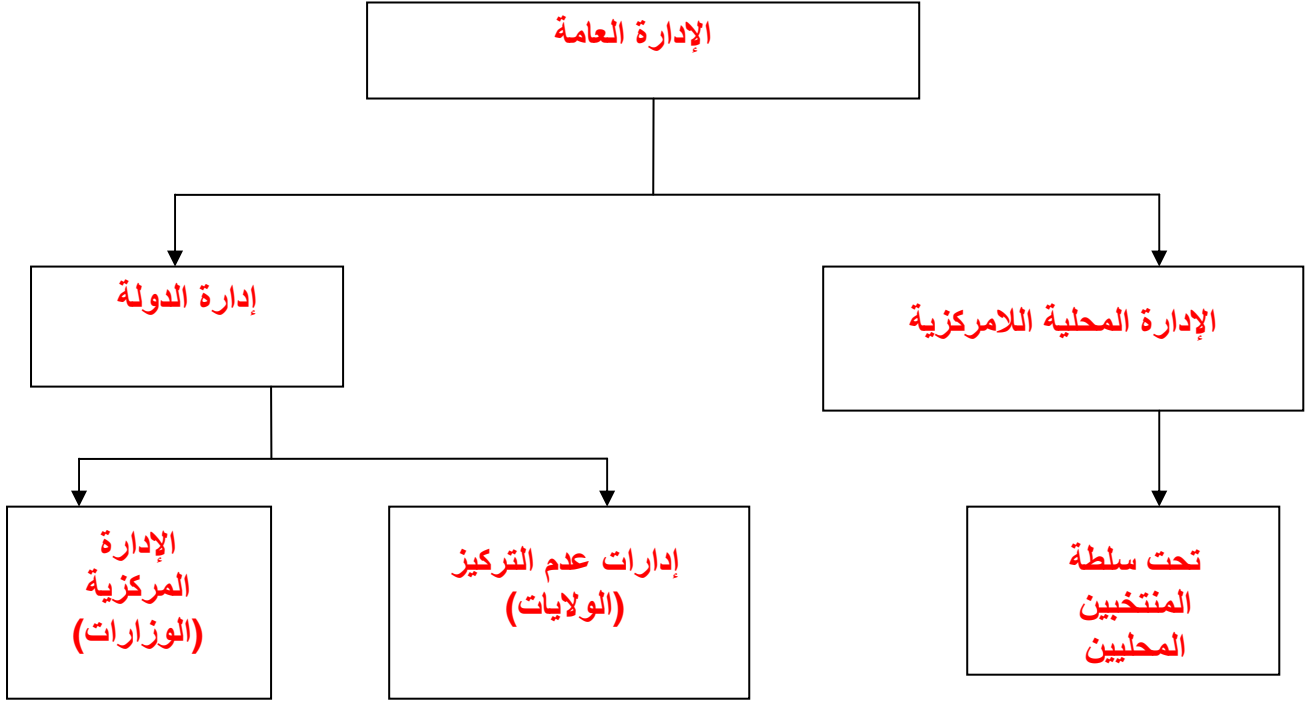 الإدارة العامة
إدارة الدولة
الإدارة المحلية اللامركزية
الإدارة
المركزية
(الوزارات)
إدارات عدم التركيز
(الولايات)
تحت سلطة
المنتخبين
المحليين